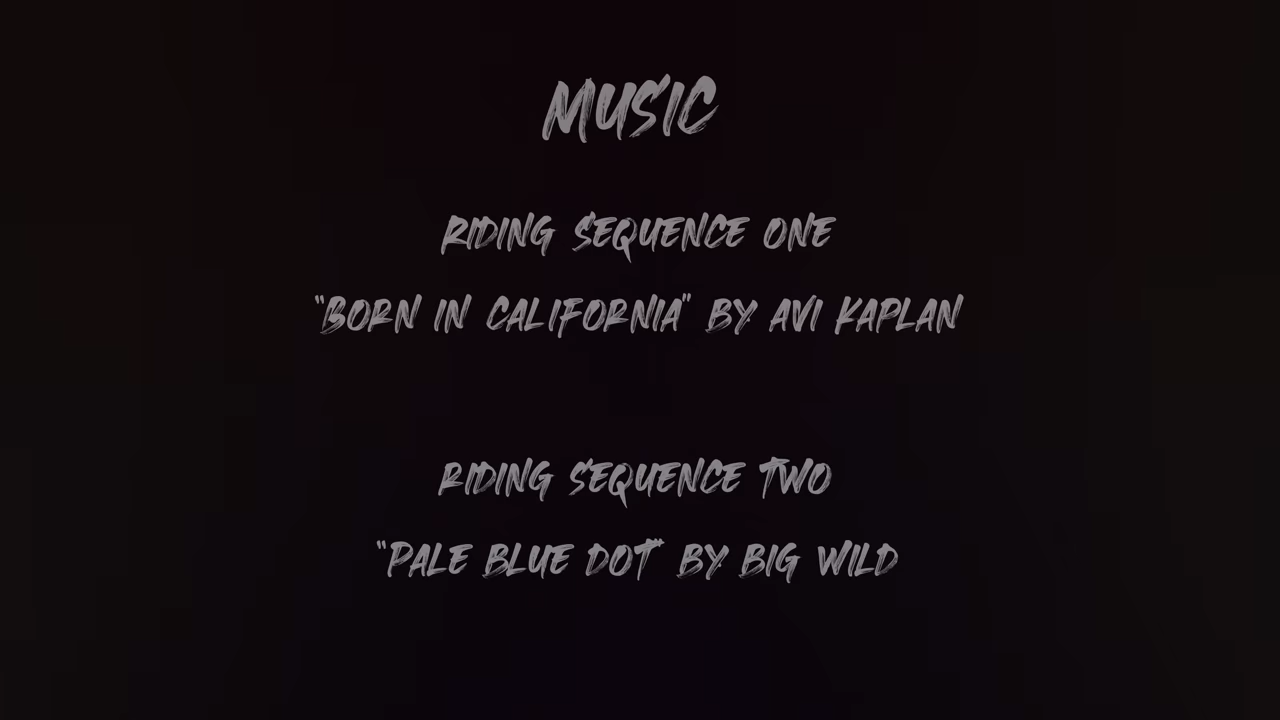 MUSIC
RIDING SEQUENCE ONE
"BORN IN CALIFORNIA" BY AVI KAPLAN
RIDING SEQUENCE TWO
"PALE BLUE DOT" BY BIG WILD